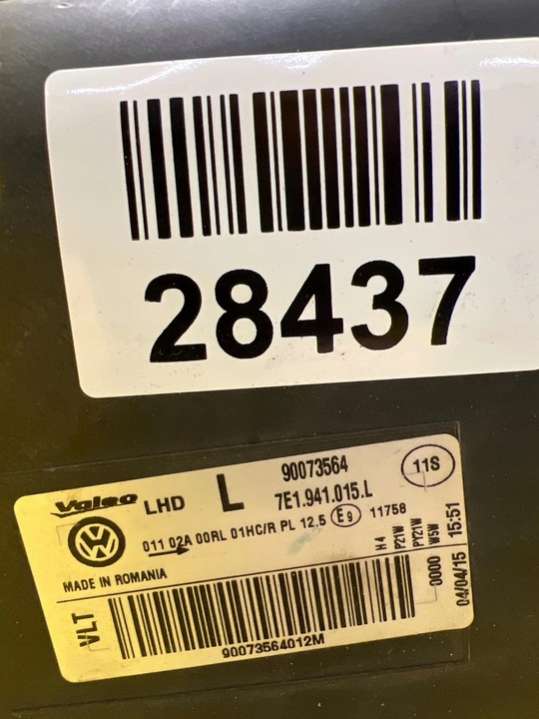 28437
Valeo LHD L 90073564 11S
7E1.941.015.L
011 02A 00RL 01HC/R PL 12,5 E9 11758
MADE IN ROMANIA
H4
P21W
PY21W
W5W
0000
04/04/15 15:51
VLT
90073564012M